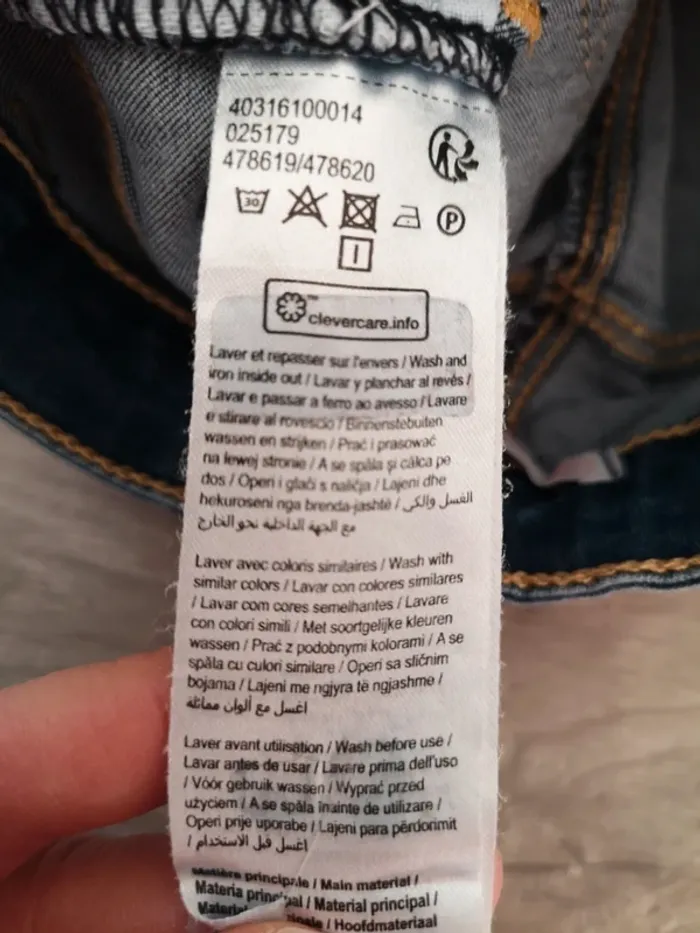 40316100014
025179
478619/478620
30
P
clevercare.info
Laver et repasser sur l'envers / Wash and
iron inside out / Lavar y planchar al revés /
Lavar e passar a ferro ao avesso / Lavare
e stirare al rovescio / Binnenstebuiten
wassen en strijken / Prać i prasować
na lewej stronie / A se spăla și călca pe
dos / Operi i glači s naličja / Lajeni dhe
hekuroseni nga brenda-jashtë / الغسل والكي
مع الجهة الداخلية نحو الخارج
Laver avec coloris similaires / Wash with
similar colors / Lavar con colores similares
/ Lavar com cores semelhantes / Lavare
con colori simili / Met soortgelijke kleuren
wassen / Prać z podobnymi kolorami / A se
spăla cu culori similare / Operi sa sličnim
bojama / Lajeni me ngjyra të ngjashme /
اغسل مع ألوان مماثلة
Laver avant utilisation / Wash before use /
Lavar antes de usar / Lavare prima dell'uso
/ Vóór gebruik wassen / Wyprać przed
użyciem / A se spăla înainte de utilizare /
Operi prije uporabe / Lajeni para përdorimit
/ اغسل قبل الاستخدام
Matière principale / Main material /
Materia principal / Material principal /
/ Hoofdmateriaal